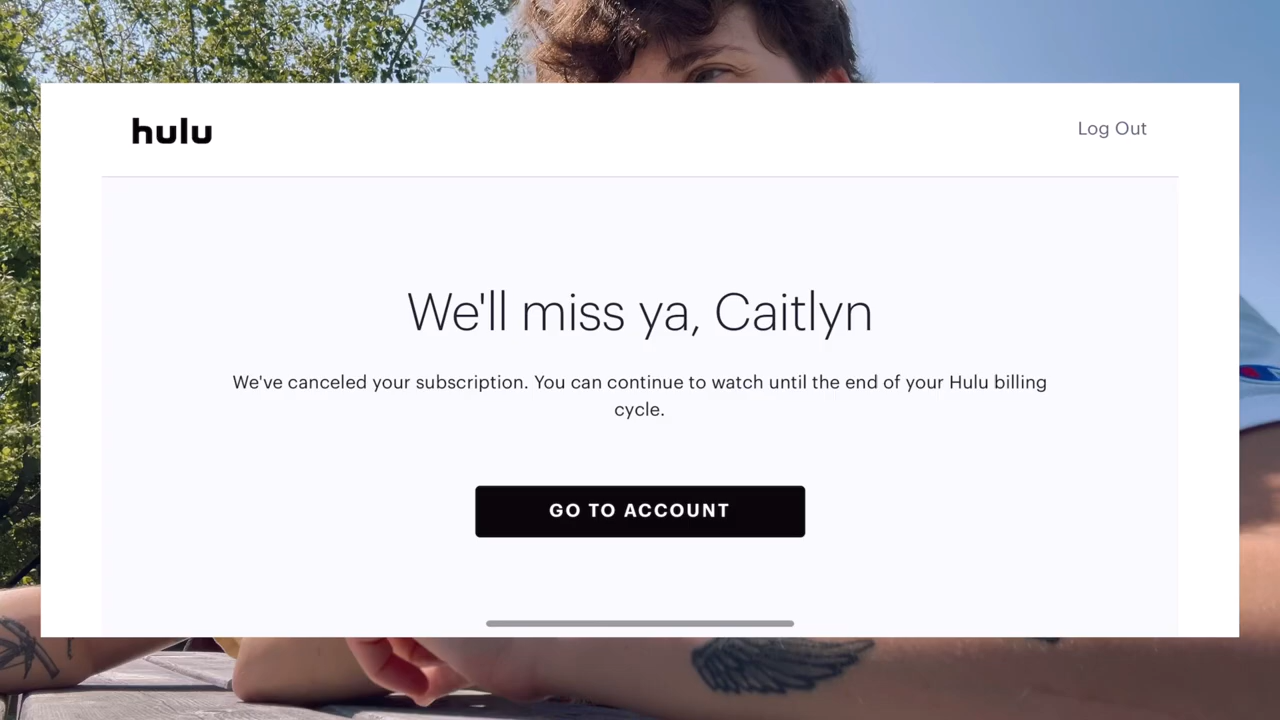 hulu
Log Out
We'll miss ya, Caitlyn
We've canceled your subscription. You can continue to watch until the end of your Hulu billing
cycle.
GO TO ACCOUNT